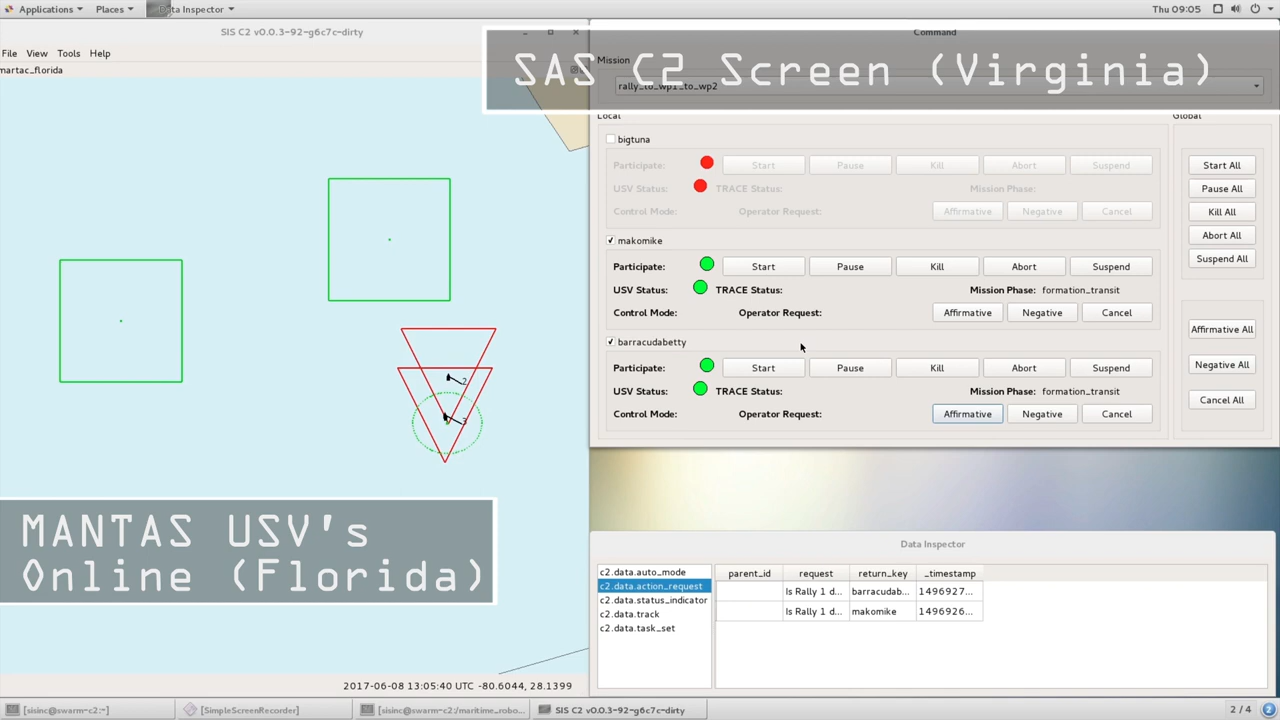 Applications Places Data Inspector Thu 09:05
SIS C2 v0.0.3-92-g6c7c-dirty
File View Tools Help
martac_florida
Command
SAS C2 Screen (Virginia)
Mission
rally_to_wp1_to_wp2
Local
Global
bigtuna
Participate: Start Pause Kill Abort Suspend
USV Status: TRACE Status: Mission Phase:
Control Mode: Operator Request: Affirmative Negative Cancel
makomike
Participate: Start Pause Kill Abort Suspend
USV Status: TRACE Status: Mission Phase: formation_transit
Control Mode: Operator Request: Affirmative Negative Cancel
barracudabetty
Participate: Start Pause Kill Abort Suspend
USV Status: TRACE Status: Mission Phase: formation_transit
Control Mode: Operator Request: Affirmative Negative Cancel
Start All
Pause All
Kill All
Abort All
Suspend All
Affirmative All
Negative All
Cancel All
2
3
MANTAS USV's
Online (Florida)
2017-06-08 13:05:40 UTC -80.6044, 28.1399
Data Inspector
c2.data.auto_mode
c2.data.action_request
c2.data.status_indicator
c2.data.track
c2.data.task_set
parent_id request return_key _timestamp
Is Rally 1 d... barracudab... 1496927...
Is Rally 1 d... makomike 1496926...
[sisinc@swarm-c2:~] [SimpleScreenRecorder] [sisinc@swarm-c2:/maritime_robo... SIS C2 v0.0.3-92-g6c7c-dirty 2 / 4 2